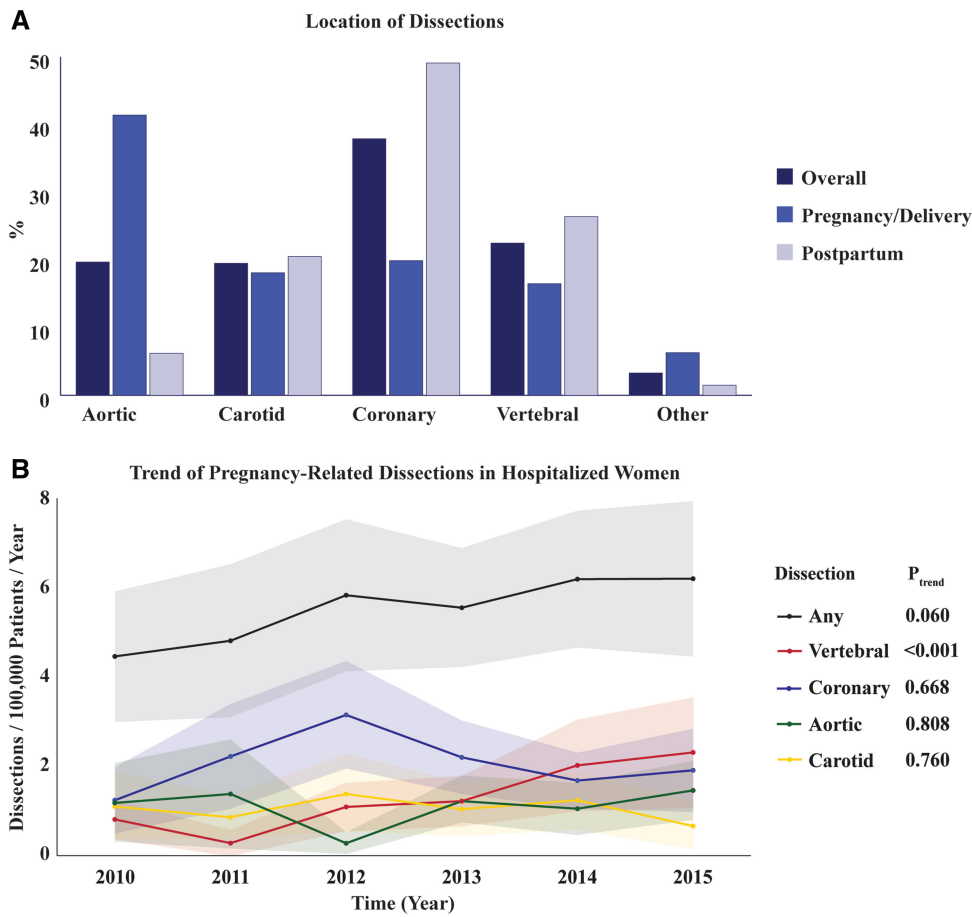 A
Location of Dissections
50
40
30
20
10
0
%
Aortic Carotid Coronary Vertebral Other
Overall
Pregnancy/Delivery
Postpartum
B
Trend of Pregnancy-Related Dissections in Hospitalized Women
8
6
4
2
0
Dissections / 100,000 Patients / Year
2010 2011 2012 2013 2014 2015
Time (Year)
Dissection P trend
Any 0.060
Vertebral <0.001
Coronary 0.668
Aortic 0.808
Carotid 0.760